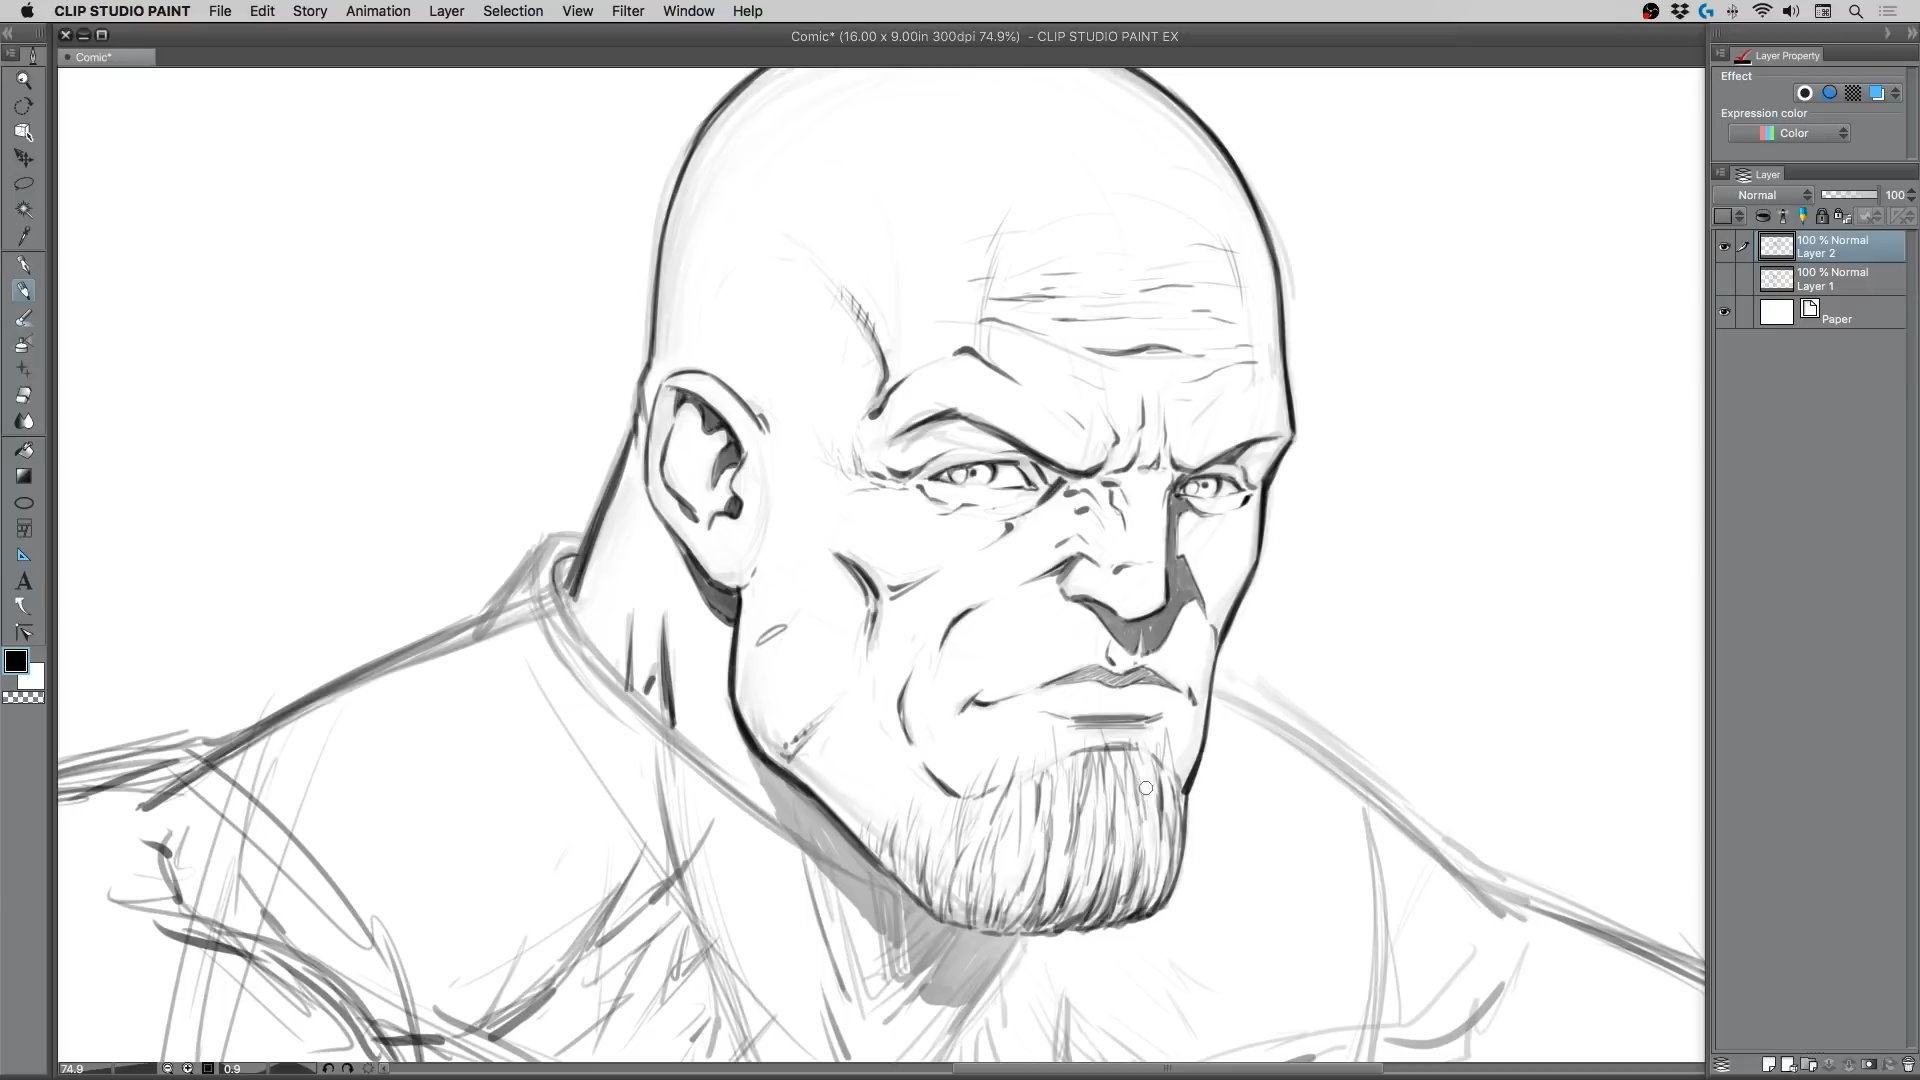 CLIP STUDIO PAINT File Edit Story Animation Layer Selection View Filter Window Help
Comic* (16.00 x 9.00in 300dpi 74.9%) - CLIP STUDIO PAINT EX
Comic*
Layer Property
Effect
Expression color
Color
Layer
Normal 100
100 % Normal
Layer 2
100 % Normal
Layer 1
Paper
74.9 0.9